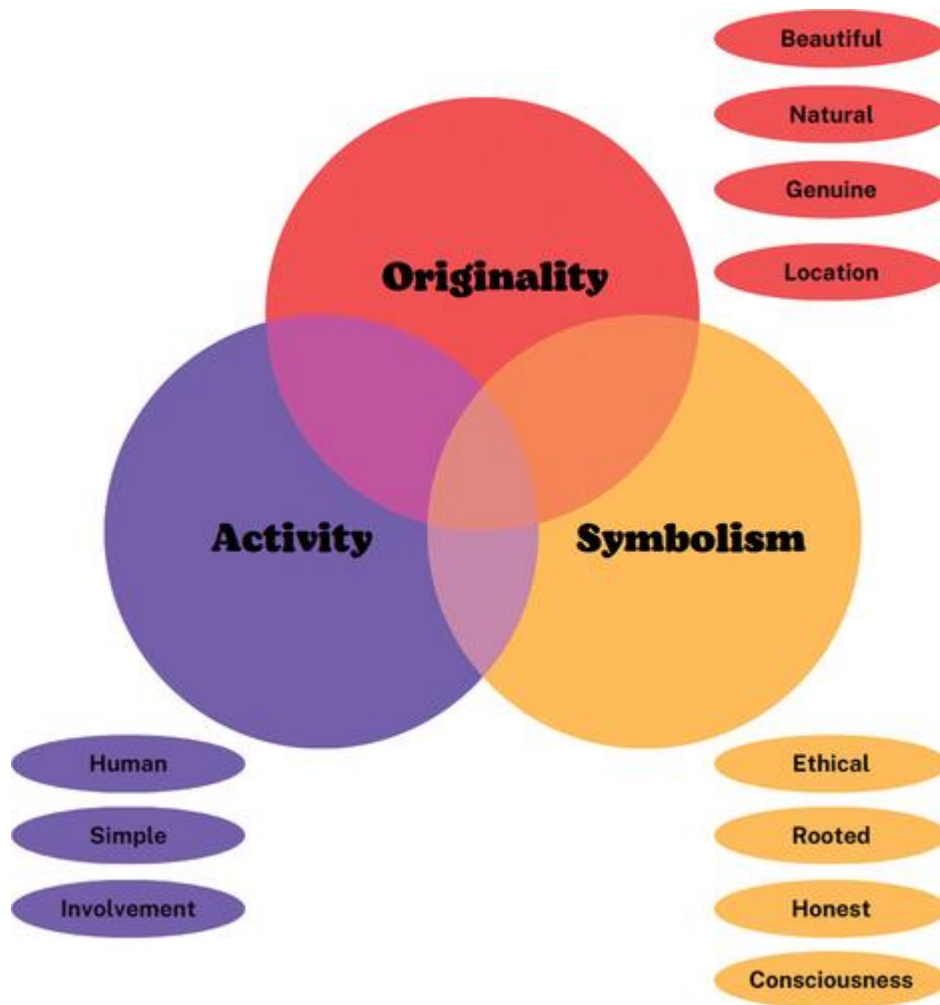 Beautiful
Natural
Genuine
Location
Originality
Activity
Symbolism
Human
Simple
Involvement
Ethical
Rooted
Honest
Consciousness